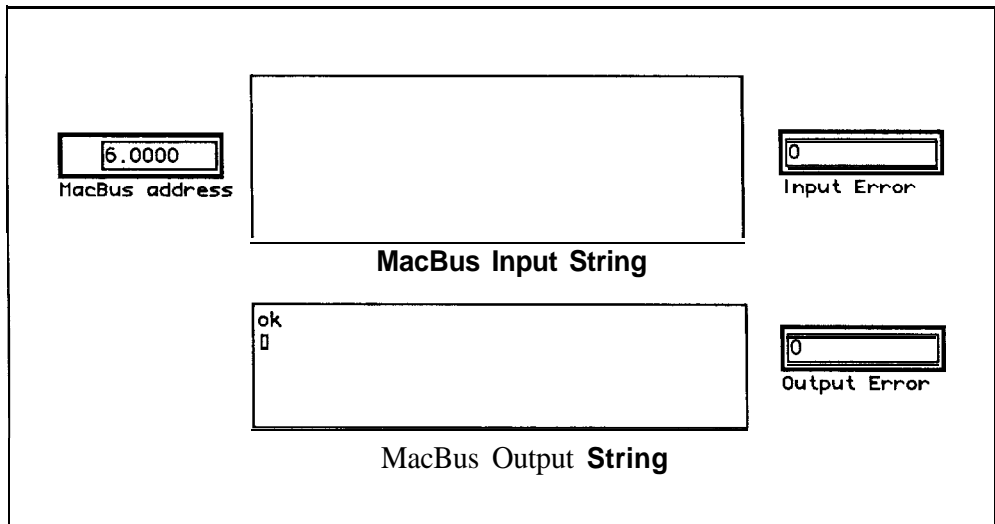 6.0000
MacBus address
0
Input Error
MacBus Input String
ok
0
Output Error
MacBus Output String